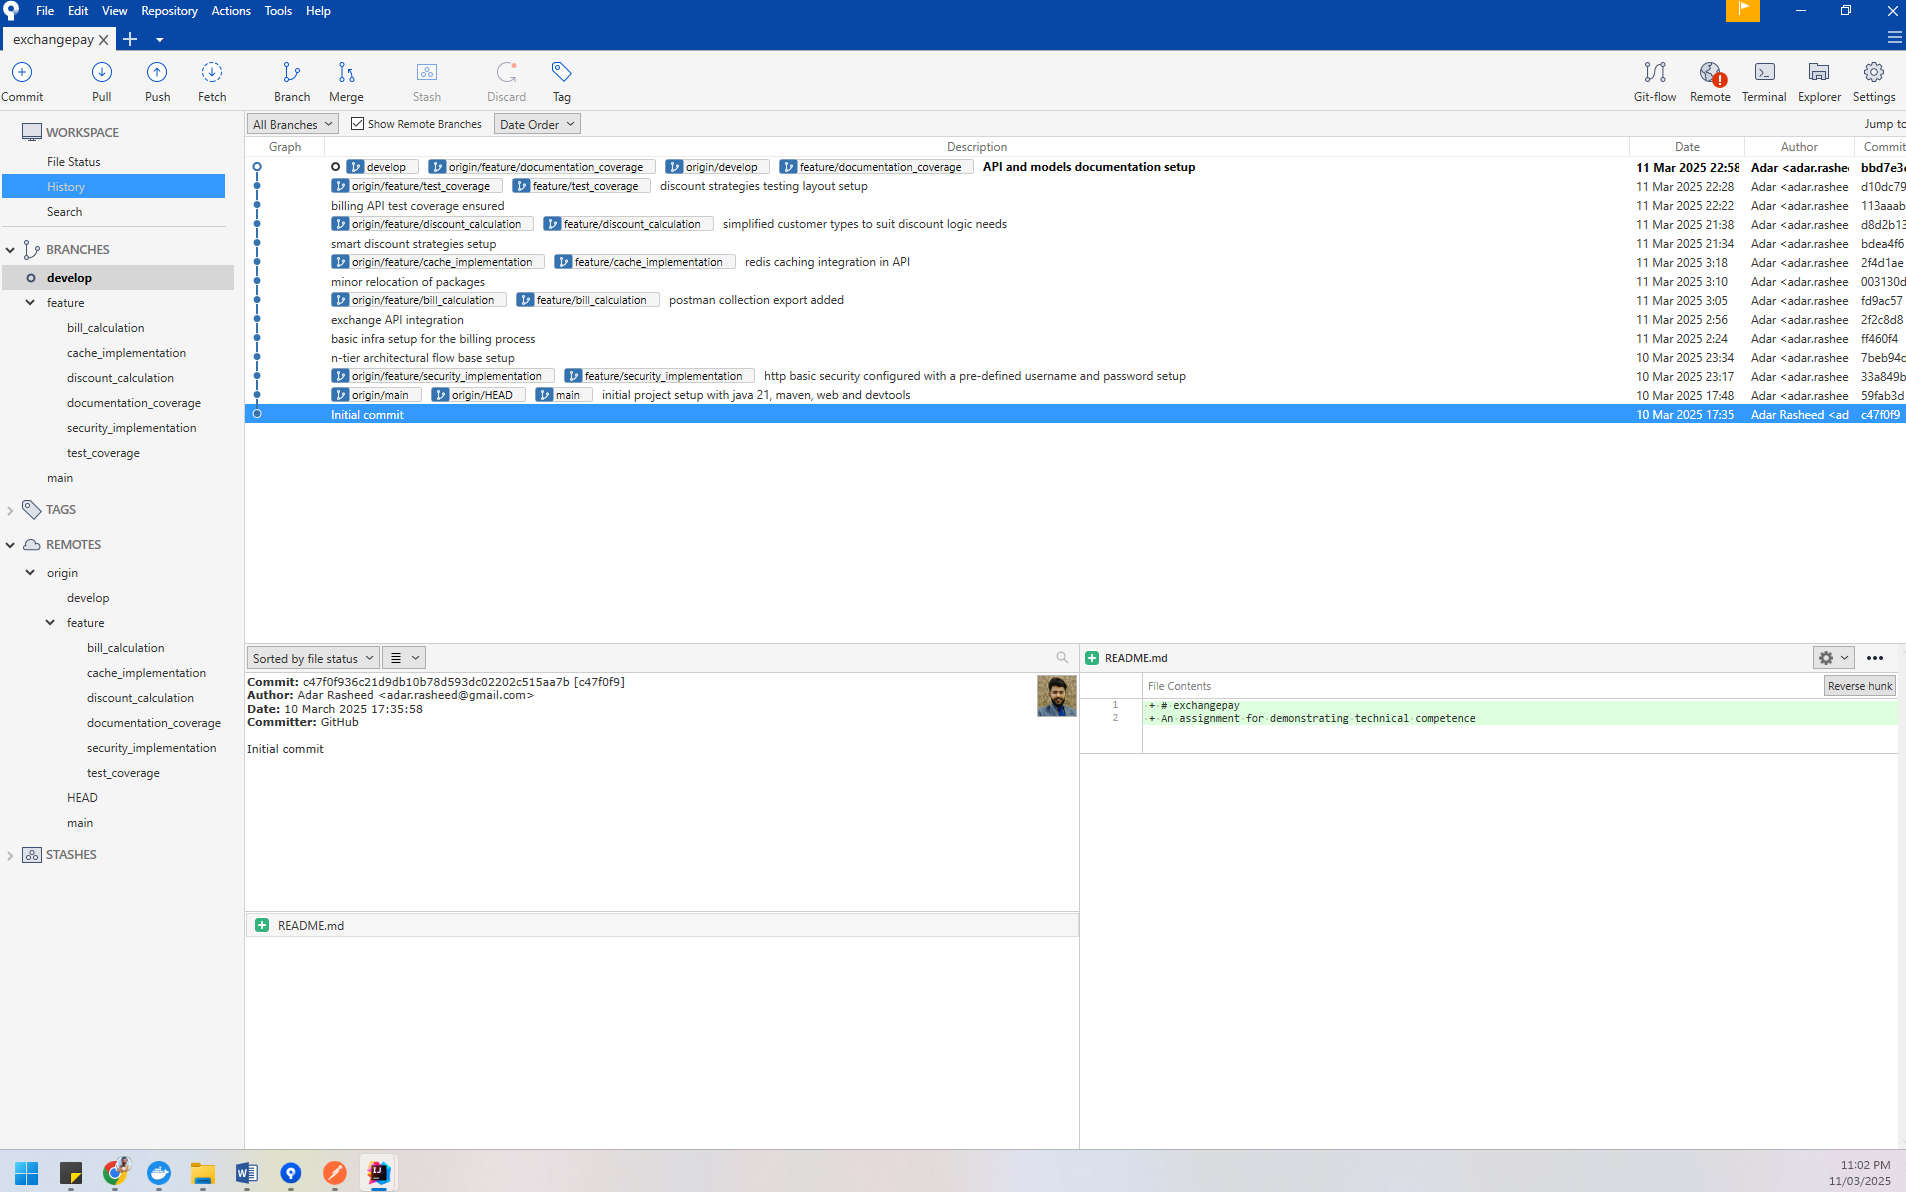 File Edit View Repository Actions Tools Help
exchangepay
Commit Pull Push Fetch Branch Merge Stash Discard Tag Git-flow Remote Terminal Explorer Settings
WORKSPACE
File Status
History
Search
BRANCHES
develop
feature
bill_calculation
cache_implementation
discount_calculation
documentation_coverage
security_implementation
test_coverage
main
TAGS
REMOTES
origin
develop
feature
bill_calculation
cache_implementation
discount_calculation
documentation_coverage
security_implementation
test_coverage
HEAD
main
STASHES
All Branches Show Remote Branches Date Order Jump to
Graph Description Date Author Commit
develop origin/feature/documentation_coverage origin/develop feature/documentation_coverage API and models documentation setup 11 Mar 2025 22:58 Adar <adar.rashee bbd7e3
origin/feature/test_coverage feature/test_coverage discount strategies testing layout setup 11 Mar 2025 22:28 Adar <adar.rashee d10dc79
billing API test coverage ensured 11 Mar 2025 22:22 Adar <adar.rashee 113aaab
origin/feature/discount_calculation feature/discount_calculation simplified customer types to suit discount logic needs 11 Mar 2025 21:38 Adar <adar.rashee d8d2b13
smart discount strategies setup 11 Mar 2025 21:34 Adar <adar.rashee bdea4f6
origin/feature/cache_implementation feature/cache_implementation redis caching integration in API 11 Mar 2025 3:18 Adar <adar.rashee 2f4d1ae
minor relocation of packages 11 Mar 2025 3:10 Adar <adar.rashee 003130d
origin/feature/bill_calculation feature/bill_calculation postman collection export added 11 Mar 2025 3:05 Adar <adar.rashee fd9ac57
exchange API integration 11 Mar 2025 2:56 Adar <adar.rashee 2f2c8d8
basic infra setup for the billing process 11 Mar 2025 2:24 Adar <adar.rashee ff460f4
n-tier architectural flow base setup 10 Mar 2025 23:34 Adar <adar.rashee 7beb94c
origin/feature/security_implementation feature/security_implementation http basic security configured with a pre-defined username and password setup 10 Mar 2025 23:17 Adar <adar.rashee 33a849b
origin/main origin/HEAD main initial project setup with java 21, maven, web and devtools 10 Mar 2025 17:48 Adar <adar.rashee 59fab3d
Initial commit 10 Mar 2025 17:35 Adar Rasheed <ad c47f0f9
Sorted by file status
Commit: c47f0f936c21d9db10b78d593dc02202c515aa7b [c47f0f9]
Author: Adar Rasheed <adar.rasheed@gmail.com>
Date: 10 March 2025 17:35:58
Committer: GitHub
Initial commit
README.md
README.md
File Contents Reverse hunk
1 + # exchangepay
2 + An assignment for demonstrating technical competence
11:02 PM
11/03/2025